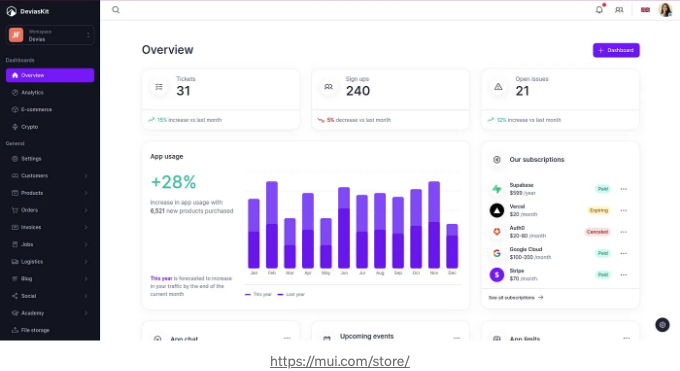 DeviasKit
Workspace
Devias
Dashboards
Overview
Analytics
E-commerce
Crypto
General
Settings
Customers
Products
Orders
Invoices
Jobs
Logistics
Blog
Social
Academy
File storage
Overview
+ Dashboard
Tickets
31
15% increase vs last month
Sign ups
240
5% decrease vs last month
Open issues
21
12% increase vs last month
App usage
+28%
increase in app usage with
6,521 new products purchased
This year is forecasted to increase
in your traffic by the end of the
current month
Jan Feb Mar Apr May Jun Jul Aug Sep Oct Nov Dec
This year Last year
Our subscriptions
Supabase
$599 /year
Paid
Vercel
$20 /month
Expiring
Auth0
$20-80 /month
Canceled
Google Cloud
$100-200 /month
Paid
Stripe
$70 /month
Paid
See all subscriptions
App chat
Upcoming events
App limits
https://mui.com/store/